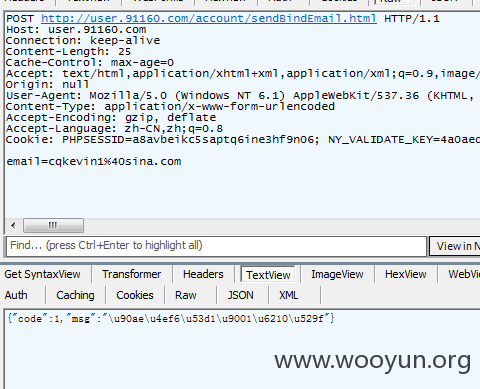 POST http://user.91160.com/account/sendBindEmail.html HTTP/1.1
Host: user.91160.com
Connection: keep-alive
Content-Length: 25
Cache-Control: max-age=0
Accept: text/html,application/xhtml+xml,application/xml;q=0.9,image/
Origin: null
User-Agent: Mozilla/5.0 (Windows NT 6.1) AppleWebKit/537.36 (KHTML,
Content-Type: application/x-www-form-urlencoded
Accept-Encoding: gzip, deflate
Accept-Language: zh-CN,zh;q=0.8
Cookie: PHPSESSID=a8avbeikc5saptq6ine3hf9n06; NY_VALIDATE_KEY=4a0aed
email=cqkevin1%40sina.com
Find... (press Ctrl+Enter to highlight all) View in N
Get SyntaxView Transformer Headers TextView ImageView HexView WebVi
Auth Caching Cookies Raw JSON XML
{"code":1,"msg":"\u90ae\u4ef6\u53d1\u9001\u6210\u529f"}
www.wooyun.org